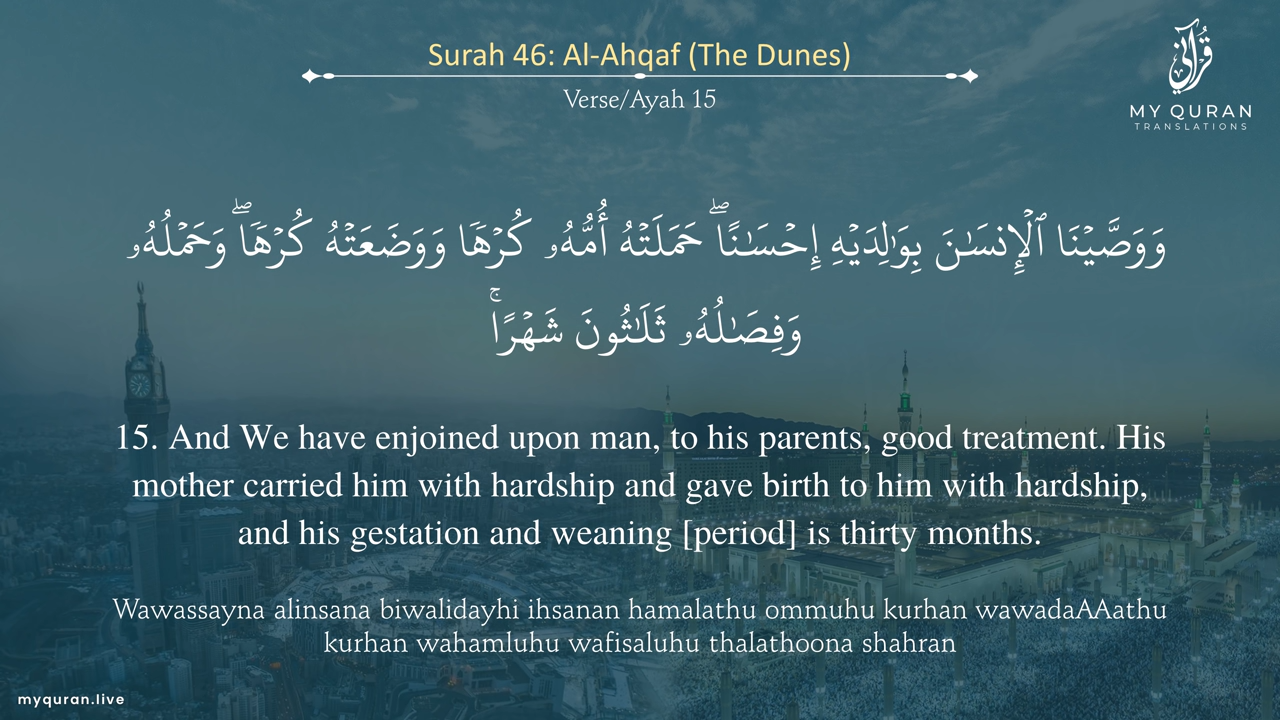 Surah 46: Al-Ahqaf (The Dunes)
Verse/Ayah 15
قُرْآنِي
MY QURAN
TRANSLATIONS
وَوَصَّيْنَا ٱلْإِنسَـٰنَ بِوَٰلِدَيْهِ إِحْسَـٰنًا ۖ حَمَلَتْهُ أُمُّهُۥ كُرْهًا وَوَضَعَتْهُ كُرْهًا ۖ وَحَمْلُهُۥ
وَفِصَـٰلُهُۥ ثَلَـٰثُونَ شَهْرًا ۚ
15. And We have enjoined upon man, to his parents, good treatment. His
mother carried him with hardship and gave birth to him with hardship,
and his gestation and weaning [period] is thirty months.
Wawassayna alinsana biwalidayhi ihsanan hamalathu ommuhu kurhan wawadaAAathu
kurhan wahamluhu wafisaluhu thalathoona shahran
myquran.live